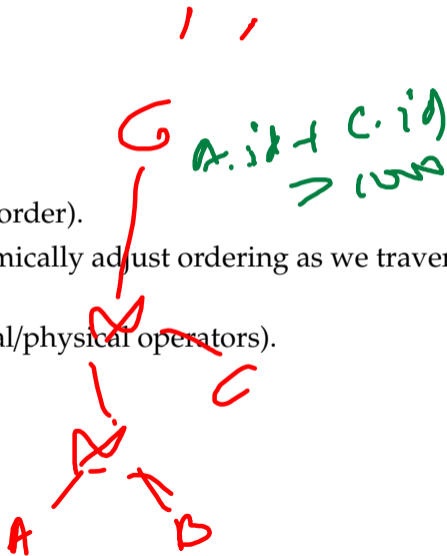 σ A.id + C.id
> 1000
order).
mically adjust ordering as we traver
al/physical operators).
⋈
C
⋈
A B